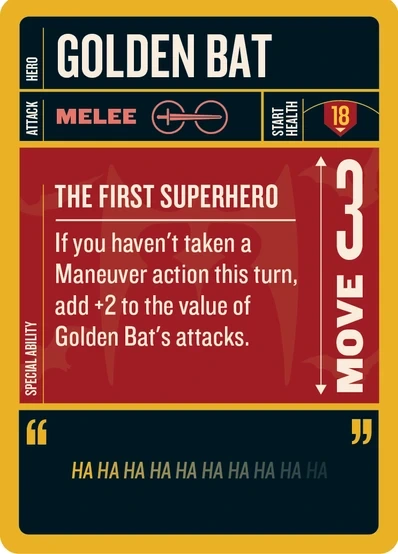 HERO
GOLDEN BAT
ATTACK
MELEE
START
HEALTH
18
THE FIRST SUPERHERO
If you haven't taken a
Maneuver action this turn,
add +2 to the value of
Golden Bat's attacks.
SPECIAL ABILITY
MOVE 3
“ ”
HA HA HA HA HA HA HA HA HA HA